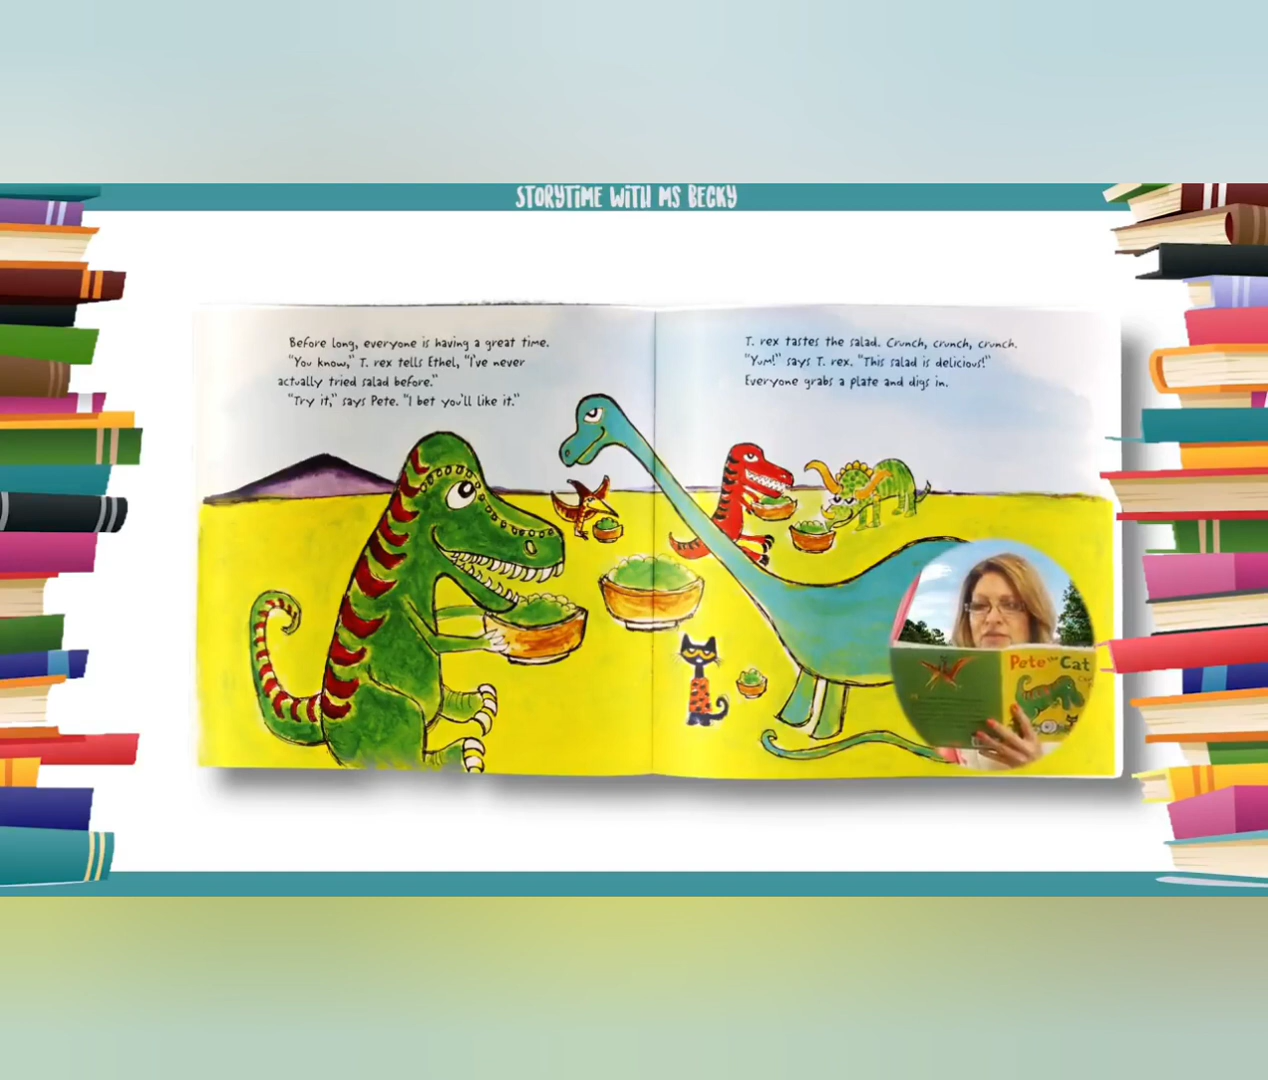 STORYTIME WITH MS BECKY
Before long, everyone is having a great time.
"You know," T. rex tells Ethel, "I've never
actually tried salad before."
"Try it," says Pete. "I bet you'll like it."
T. rex tastes the salad. Crunch, crunch, crunch.
"Yum!" says T. rex. "This salad is delicious!"
Everyone grabs a plate and digs in.
Pete the Cat